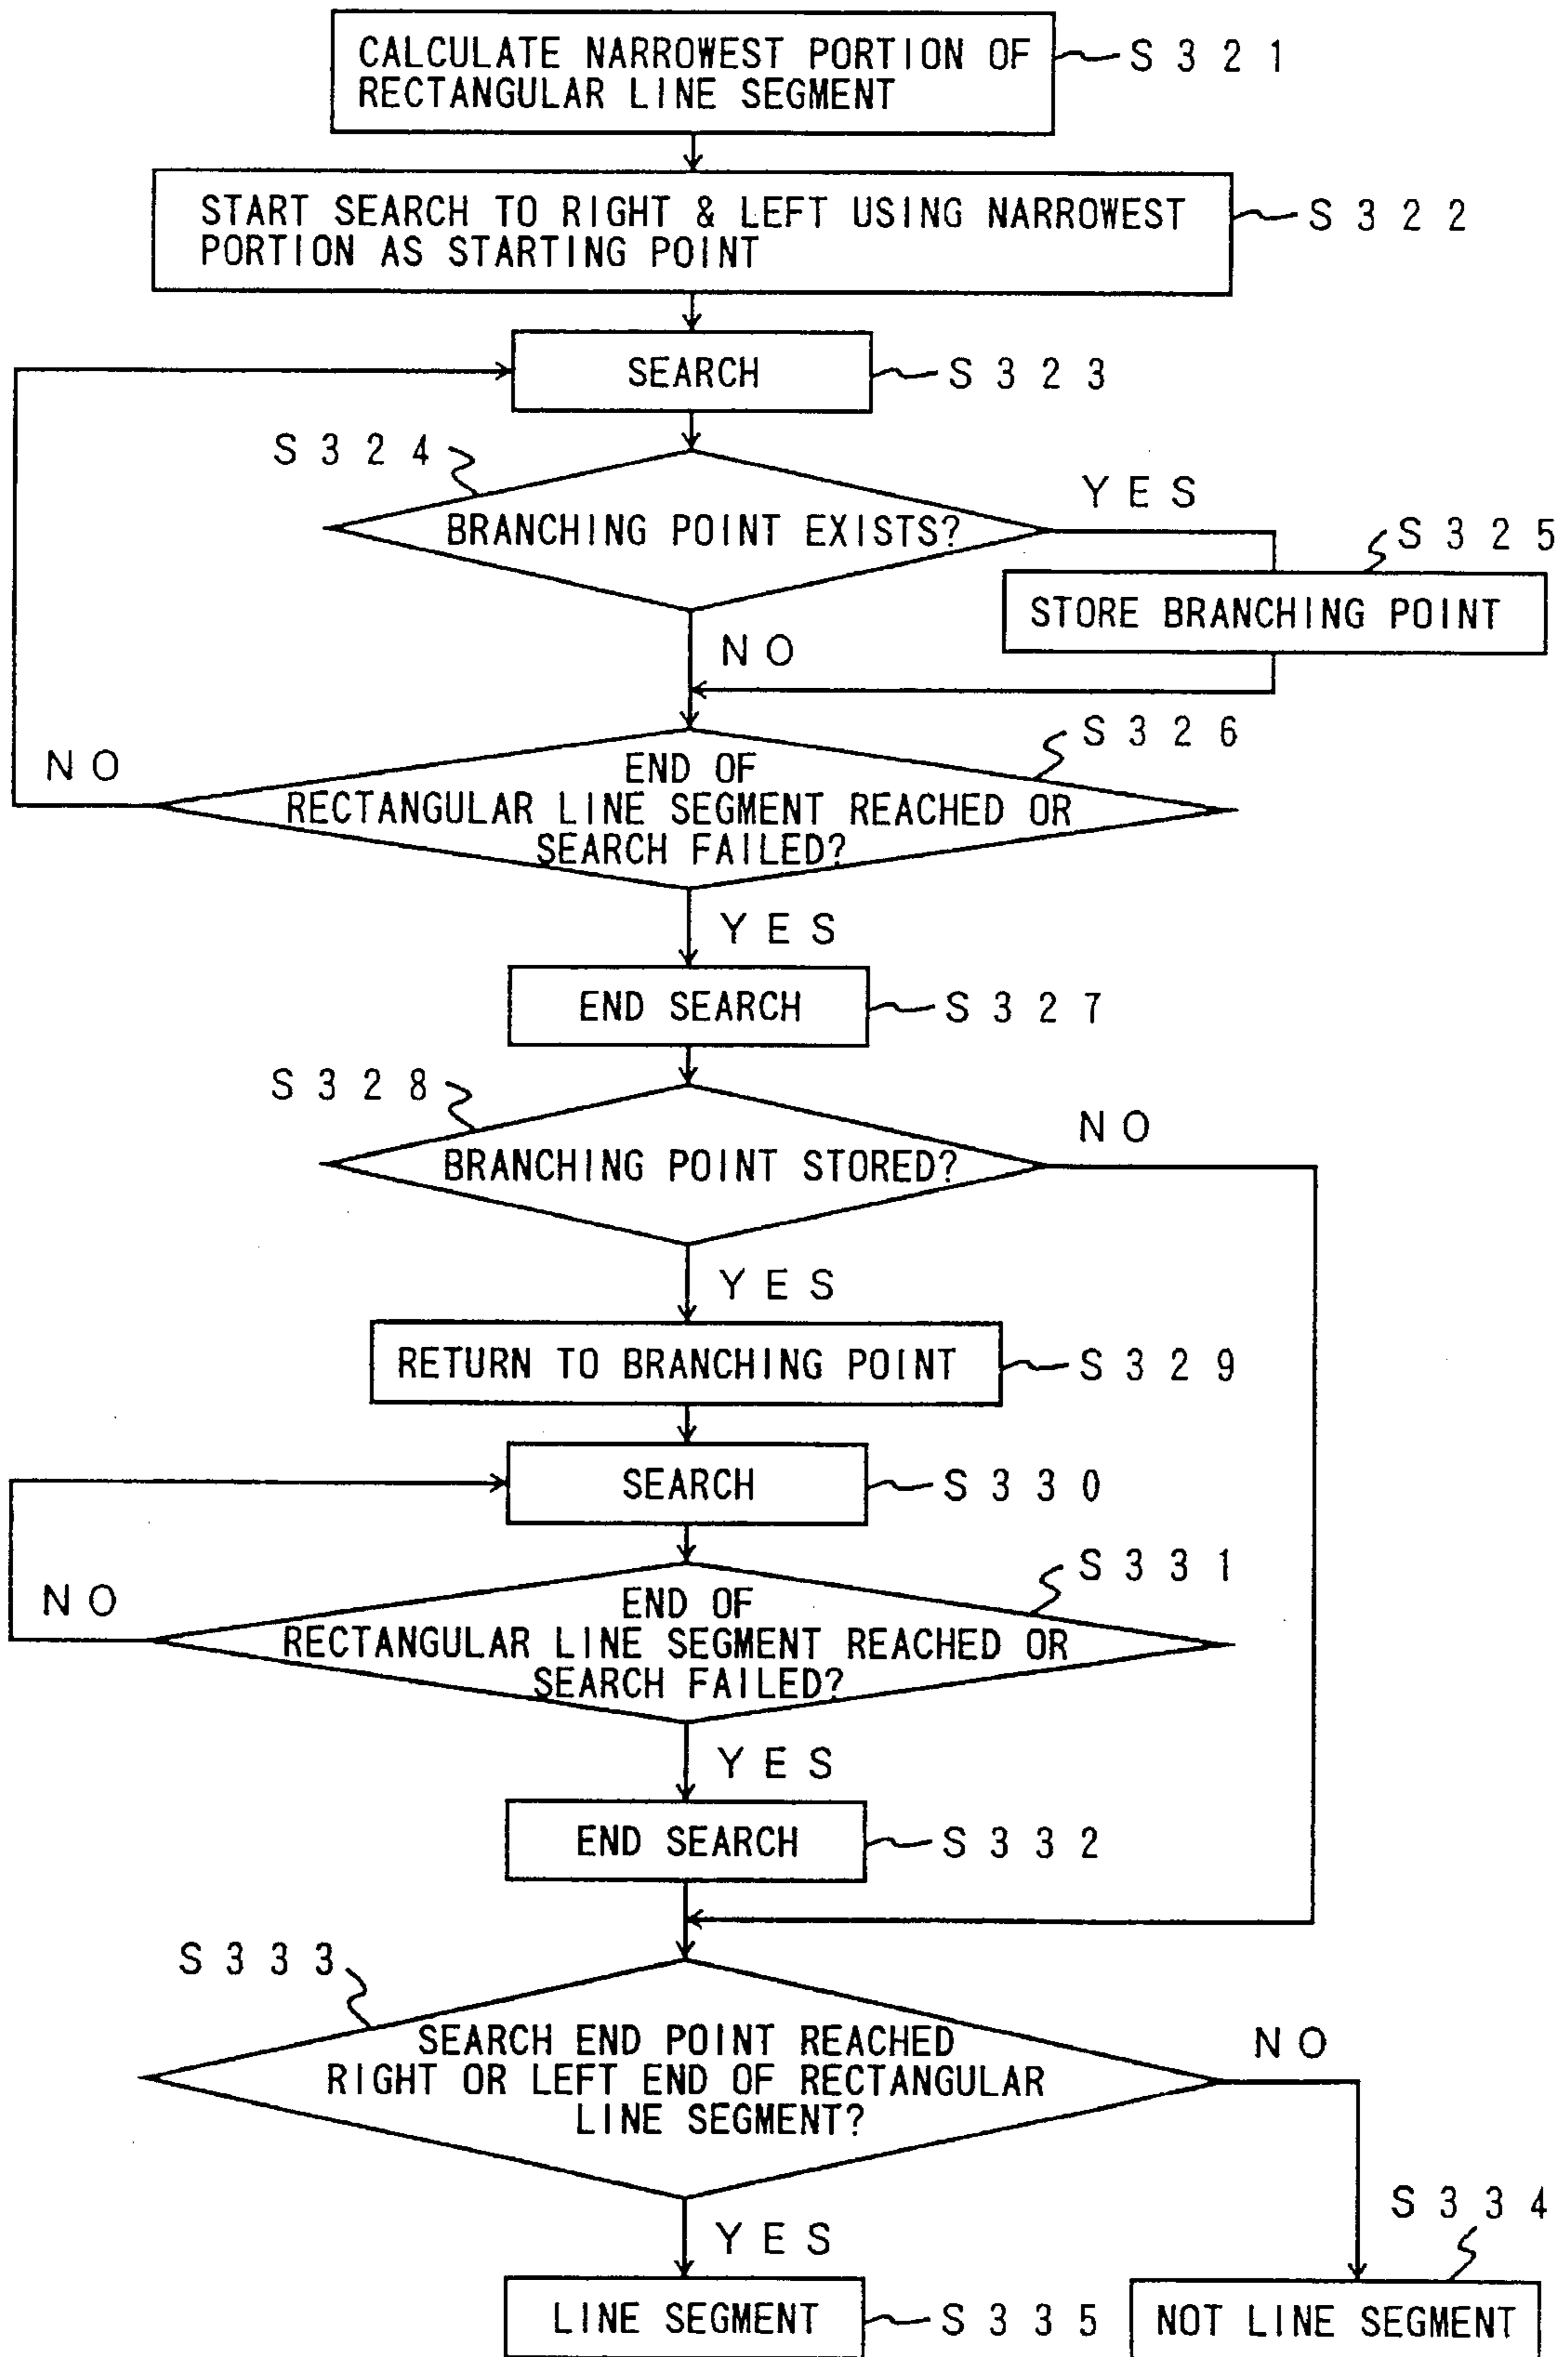 CALCULATE NARROWEST PORTION OF
RECTANGULAR LINE SEGMENT
S321
START SEARCH TO RIGHT & LEFT USING NARROWEST
PORTION AS STARTING POINT
S322
SEARCH
S323
S324
BRANCHING POINT EXISTS?
YES
S325
STORE BRANCHING POINT
NO
S326
END OF
RECTANGULAR LINE SEGMENT REACHED OR
SEARCH FAILED?
NO
YES
END SEARCH
S327
S328
BRANCHING POINT STORED?
NO
YES
RETURN TO BRANCHING POINT
S329
SEARCH
S330
S331
END OF
RECTANGULAR LINE SEGMENT REACHED OR
SEARCH FAILED?
NO
YES
END SEARCH
S332
S333
SEARCH END POINT REACHED
RIGHT OR LEFT END OF RECTANGULAR
LINE SEGMENT?
NO
YES
S334
LINE SEGMENT
S335
NOT LINE SEGMENT